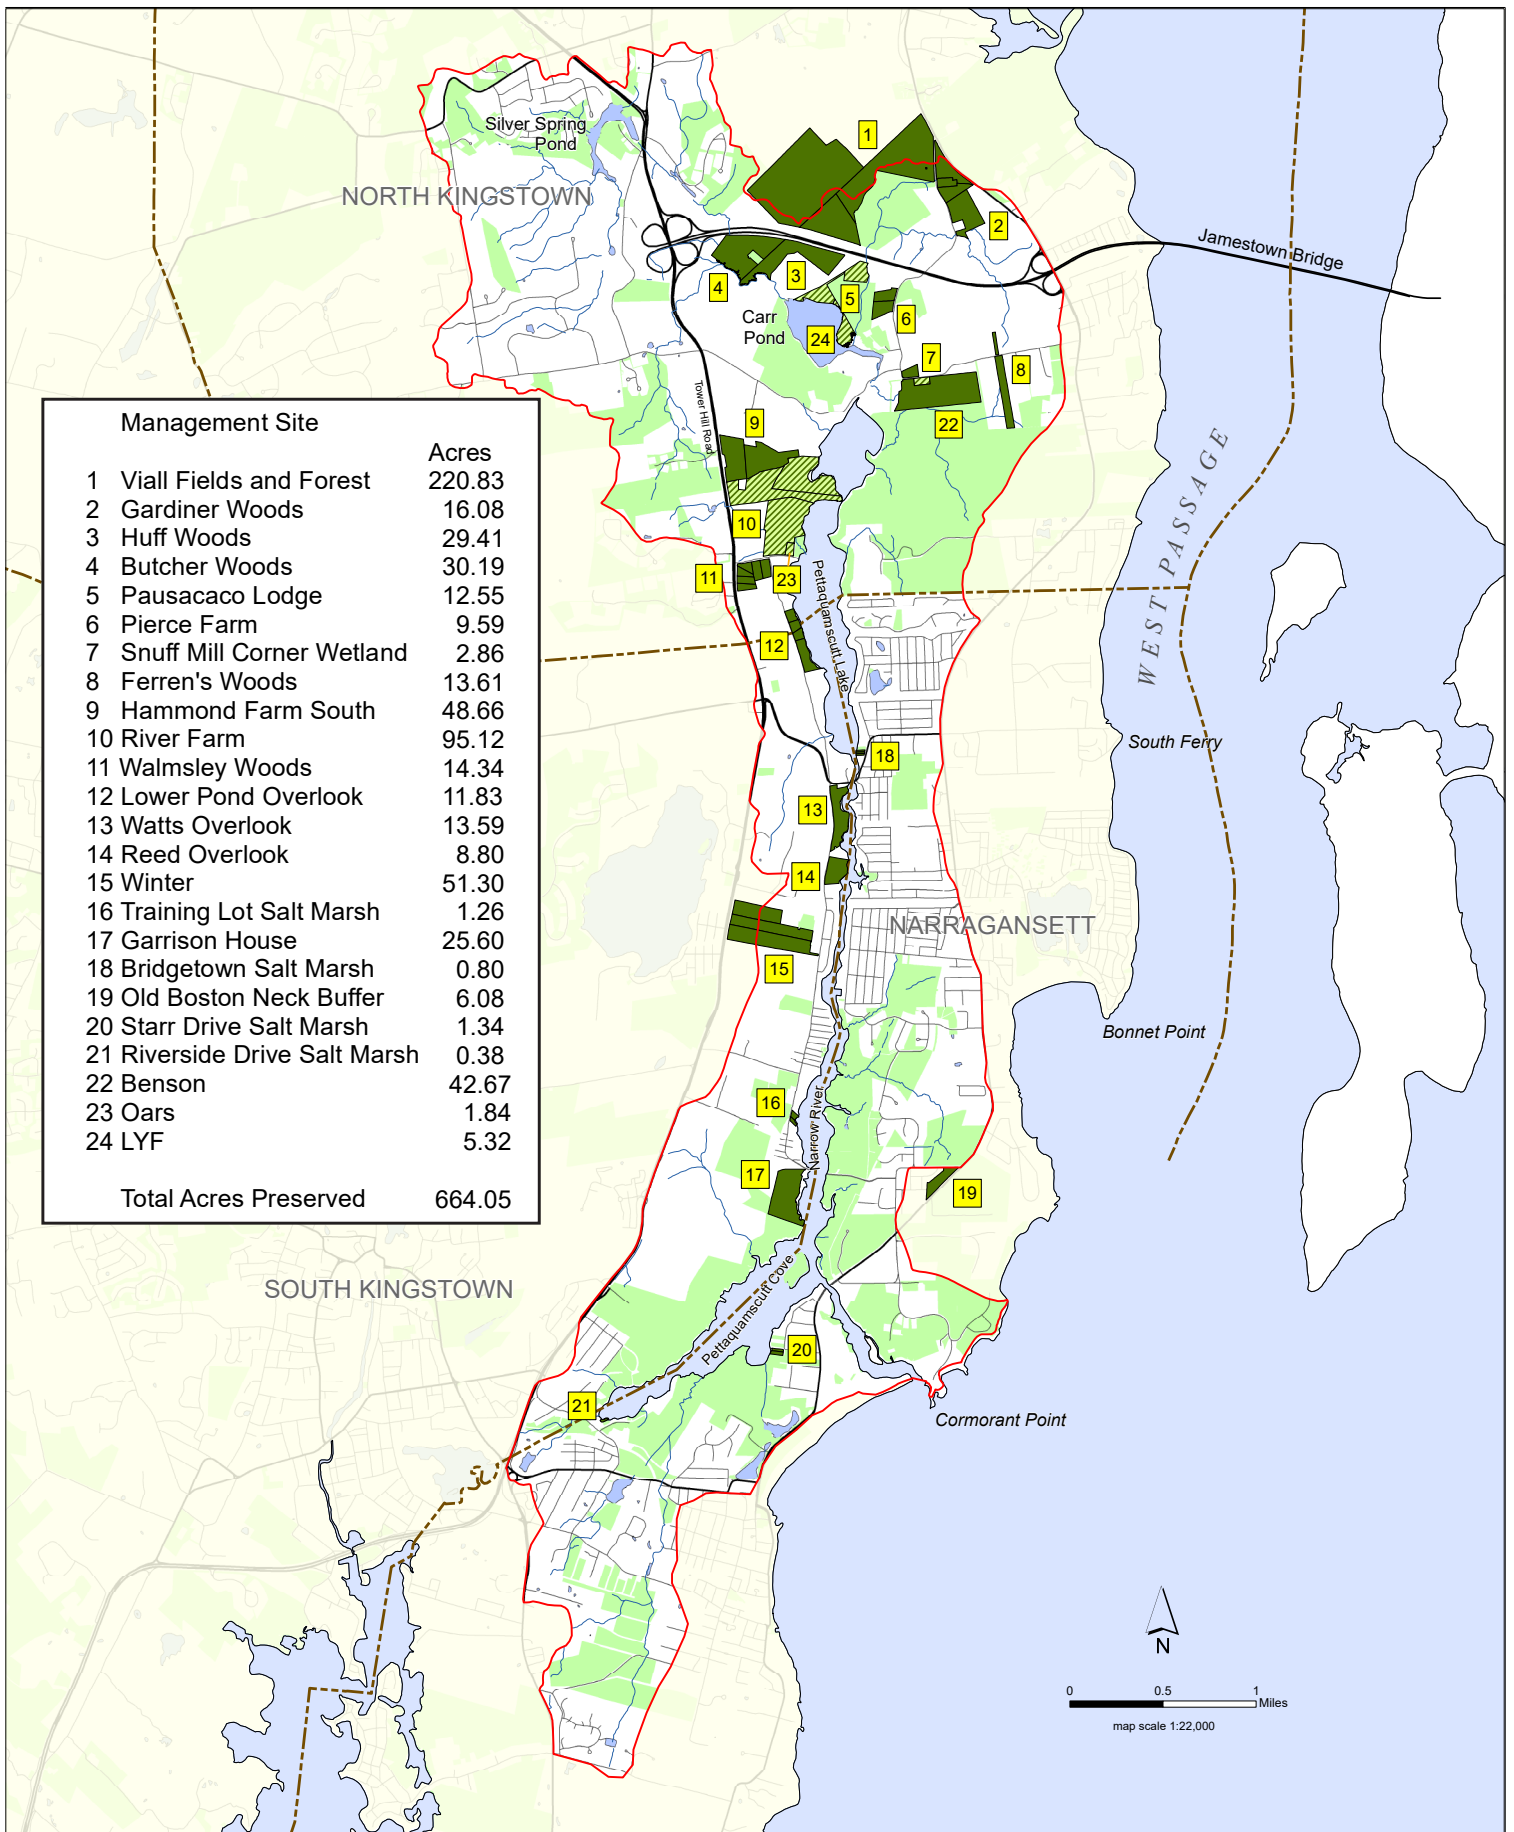 Silver Spring
Pond
NORTH KINGSTOWN
1
2
Jamestown Bridge
3
4
5
Carr
Pond
6
24
7
8
Tower Hill Road
9
22
WEST PASSAGE
10
11
23
Pettaquamscutt Lake
12
South Ferry
18
13
14
NARRAGANSETT
15
Bonnet Point
16
Narrow River
17
19
SOUTH KINGSTOWN
Pettaquamscutt Cove
20
21
Cormorant Point
Management Site
Acres
1 Viall Fields and Forest 220.83
2 Gardiner Woods 16.08
3 Huff Woods 29.41
4 Butcher Woods 30.19
5 Pausacaco Lodge 12.55
6 Pierce Farm 9.59
7 Snuff Mill Corner Wetland 2.86
8 Ferren's Woods 13.61
9 Hammond Farm South 48.66
10 River Farm 95.12
11 Walmsley Woods 14.34
12 Lower Pond Overlook 11.83
13 Watts Overlook 13.59
14 Reed Overlook 8.80
15 Winter 51.30
16 Training Lot Salt Marsh 1.26
17 Garrison House 25.60
18 Bridgetown Salt Marsh 0.80
19 Old Boston Neck Buffer 6.08
20 Starr Drive Salt Marsh 1.34
21 Riverside Drive Salt Marsh 0.38
22 Benson 42.67
23 Oars 1.84
24 LYF 5.32
Total Acres Preserved 664.05
N
0 0.5 1
Miles
map scale 1:22,000